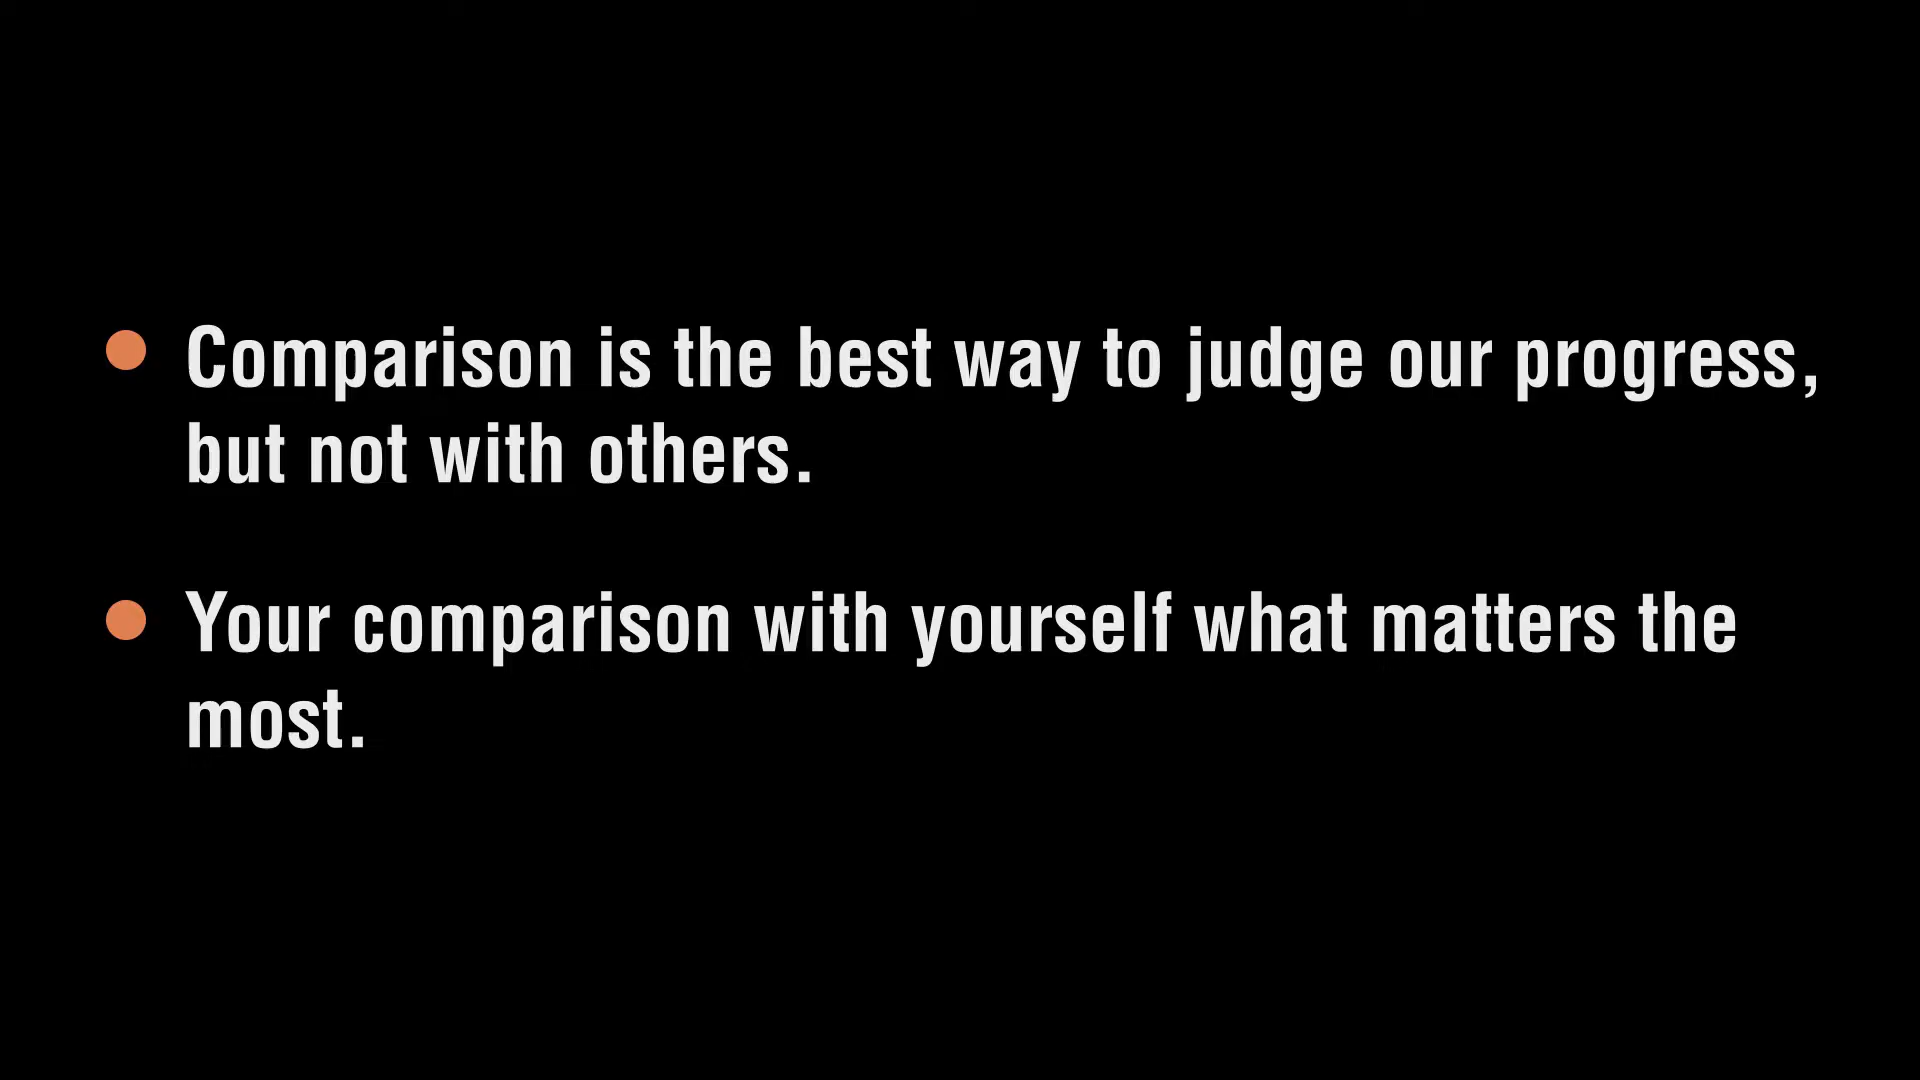 Comparison is the best way to judge our progress,
but not with others.
Your comparison with yourself what matters the
most.